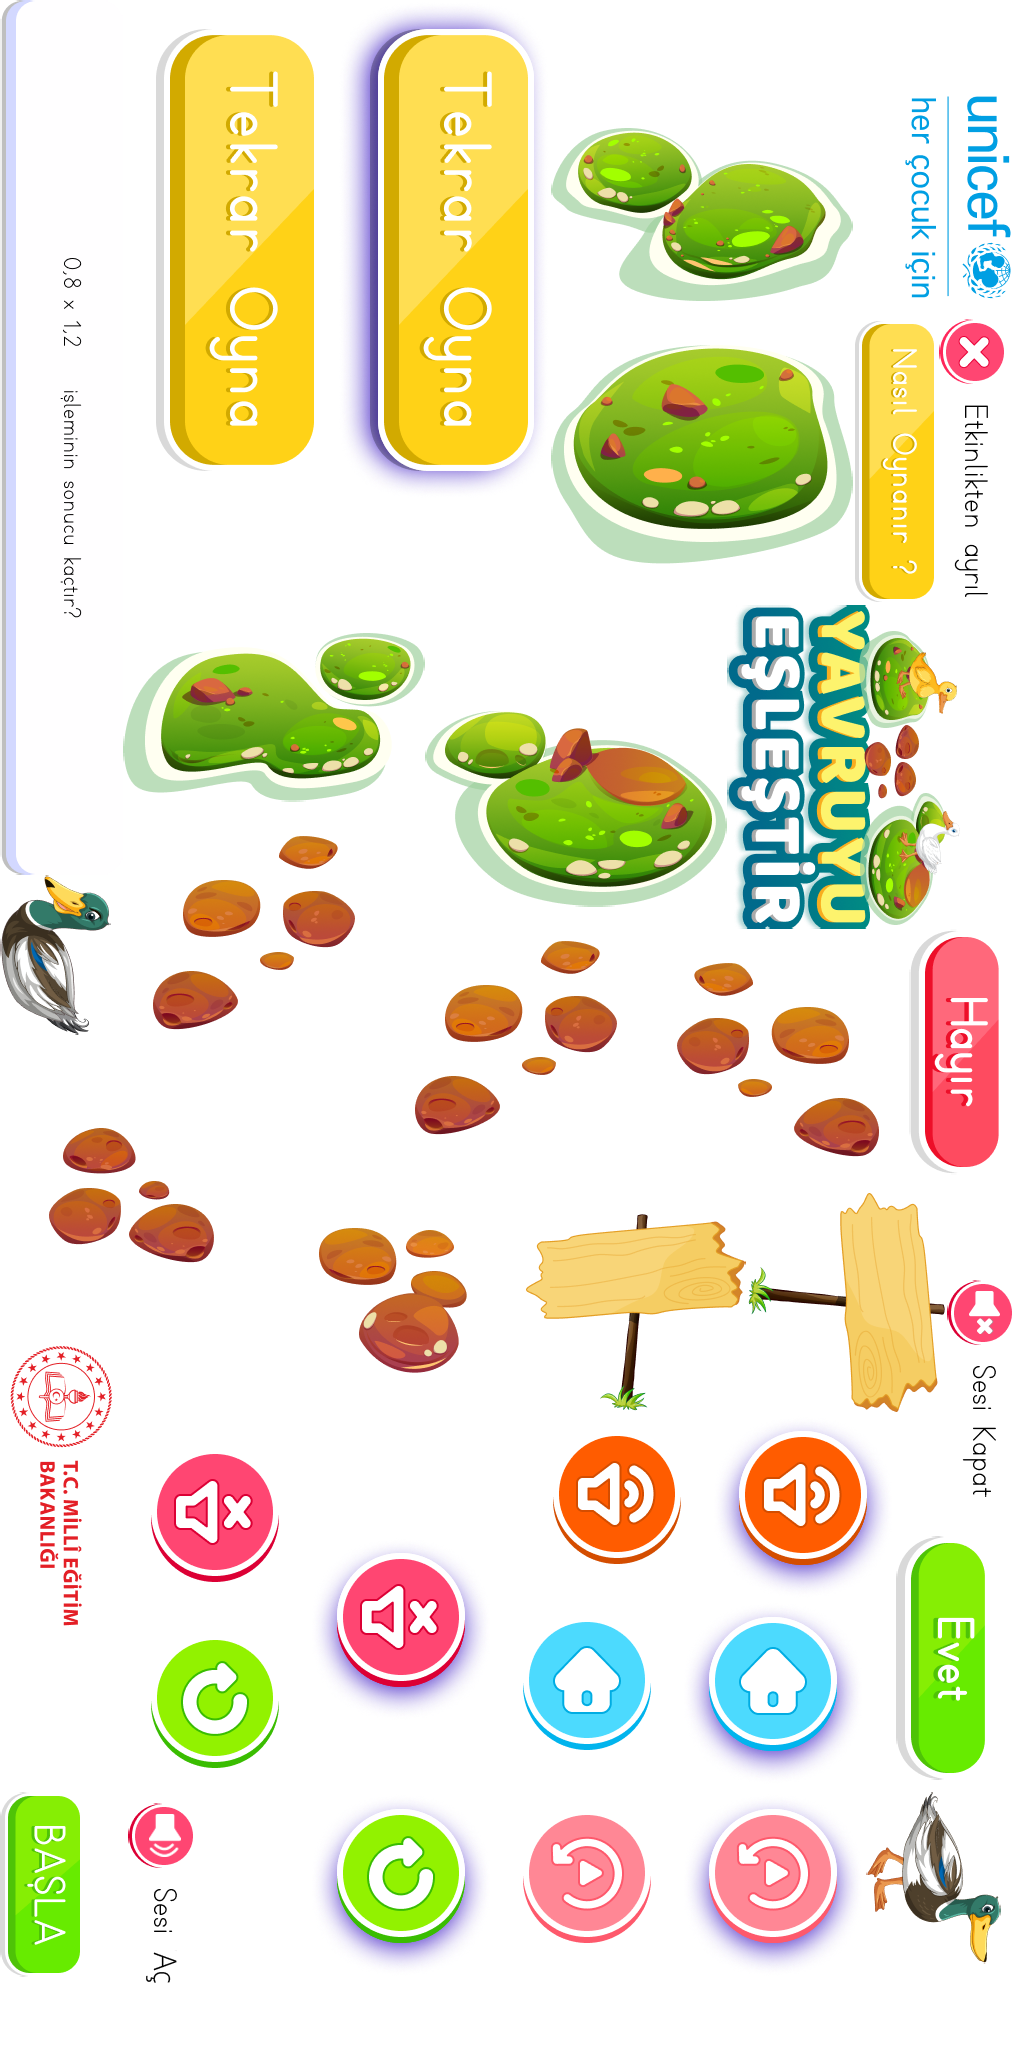 unicef
her çocuk için
Etkinlikten ayrıl
Nasıl Oynanır ?
Tekrar Oyna
Tekrar Oyna
0,8 x 1,2 işleminin sonucu kaçtır?
YAVRUYU
EŞLEŞTİR
Hayır
Sesi Kapat
Evet
T.C. MİLLÎ EĞİTİM
BAKANLIĞI
Sesi Aç
BAŞLA